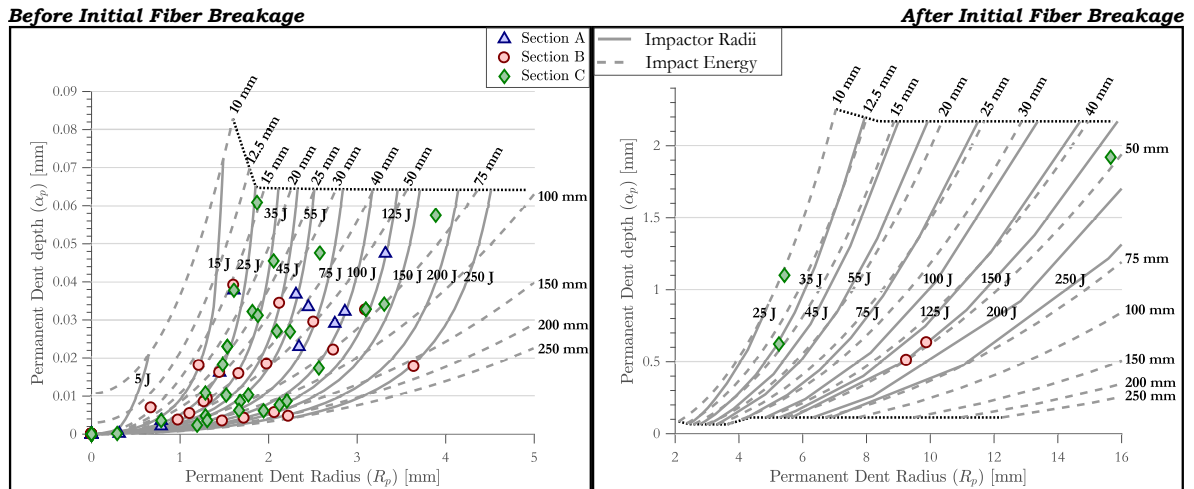 Before Initial Fiber Breakage
After Initial Fiber Breakage
Section A
Section B
Section C
Impactor Radii
Impact Energy
10 mm
12.5 mm
15 mm
20 mm
25 mm
30 mm
40 mm
50 mm
75 mm
100 mm
150 mm
200 mm
250 mm
5 J
15 J
25 J
35 J
45 J
55 J
75 J
100 J
125 J
150 J
200 J
250 J
0.09
0.08
0.07
0.06
0.05
0.04
0.03
0.02
0.01
0
Permanent Dent depth (αp) [mm]
0
1
2
3
4
5
Permanent Dent Radius (Rp) [mm]
10 mm
12.5 mm
15 mm
20 mm
25 mm
30 mm
40 mm
50 mm
75 mm
100 mm
150 mm
200 mm
250 mm
25 J
35 J
45 J
55 J
75 J
100 J
125 J
150 J
200 J
250 J
2
1.5
1
0.5
0
Permanent Dent depth (αp) [mm]
2
4
6
8
10
12
14
16
Permanent Dent Radius (Rp) [mm]